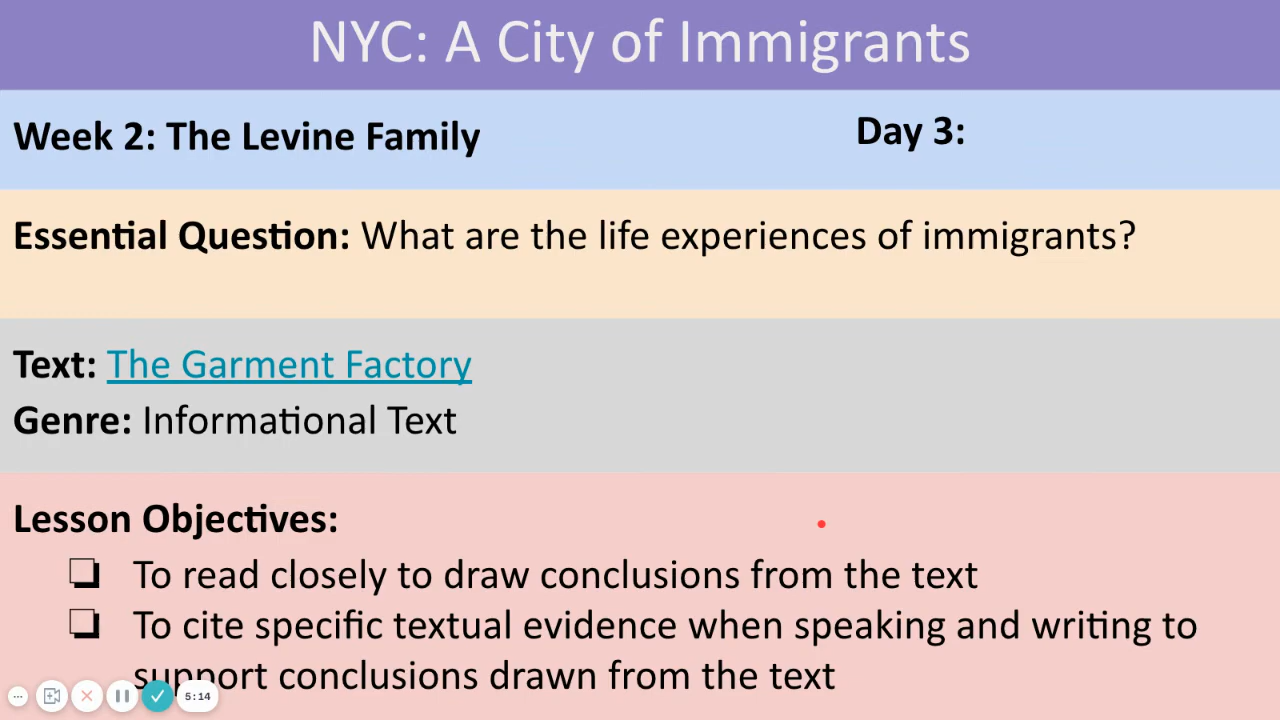 NYC: A City of Immigrants
Week 2: The Levine Family
Day 3:
Essential Question: What are the life experiences of immigrants?
Text: The Garment Factory
Genre: Informational Text
Lesson Objectives:
❏ To read closely to draw conclusions from the text
❏ To cite specific textual evidence when speaking and writing to
support conclusions drawn from the text
5:14